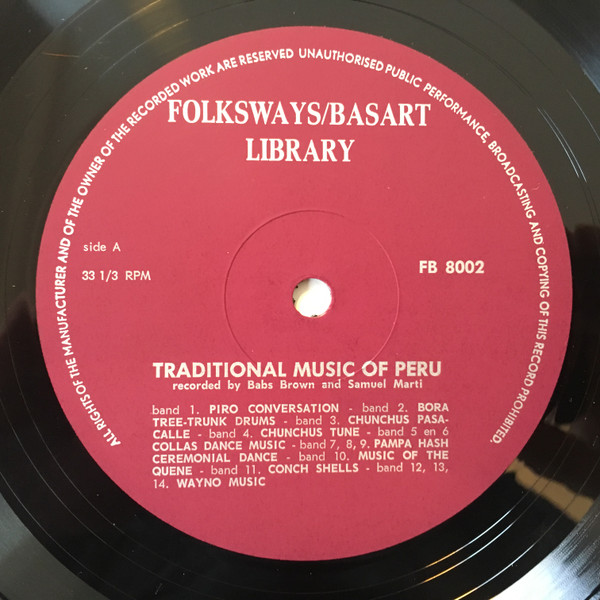 ALL RIGHTS OF THE MANUFACTURER AND OF THE OWNER OF THE RECORDED WORK ARE RESERVED UNAUTHORISED PUBLIC PERFORMANCE, BROADCASTING AND COPYING OF THIS RECORD PROHIBITED.
FOLKSWAYS/BASART
LIBRARY
side A
33 1/3 RPM
FB 8002
TRADITIONAL MUSIC OF PERU
recorded by Babs Brown and Samuel Marti
band 1. PIRO CONVERSATION - band 2. BORA
TREE-TRUNK DRUMS - band 3. CHUNCHUS PASA-
CALLE - band 4. CHUNCHUS TUNE - band 5 en 6
COLLAS DANCE MUSIC - band 7, 8, 9. PAMPA HASH
CEREMONIAL DANCE - band 10. MUSIC OF THE
QUENE - band 11. CONCH SHELLS - band 12, 13,
14. WAYNO MUSIC